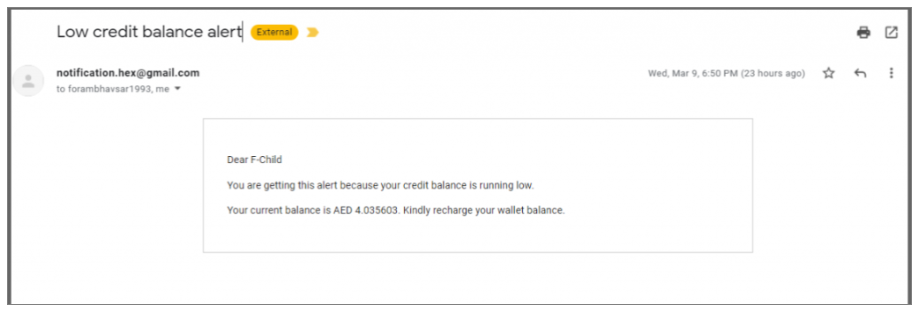 Low credit balance alert External
notification.hex@gmail.com Wed, Mar 9, 6:50 PM (23 hours ago)
to forambhavsar1993, me
Dear F-Child
You are getting this alert because your credit balance is running low.
Your current balance is AED 4.035603. Kindly recharge your wallet balance.